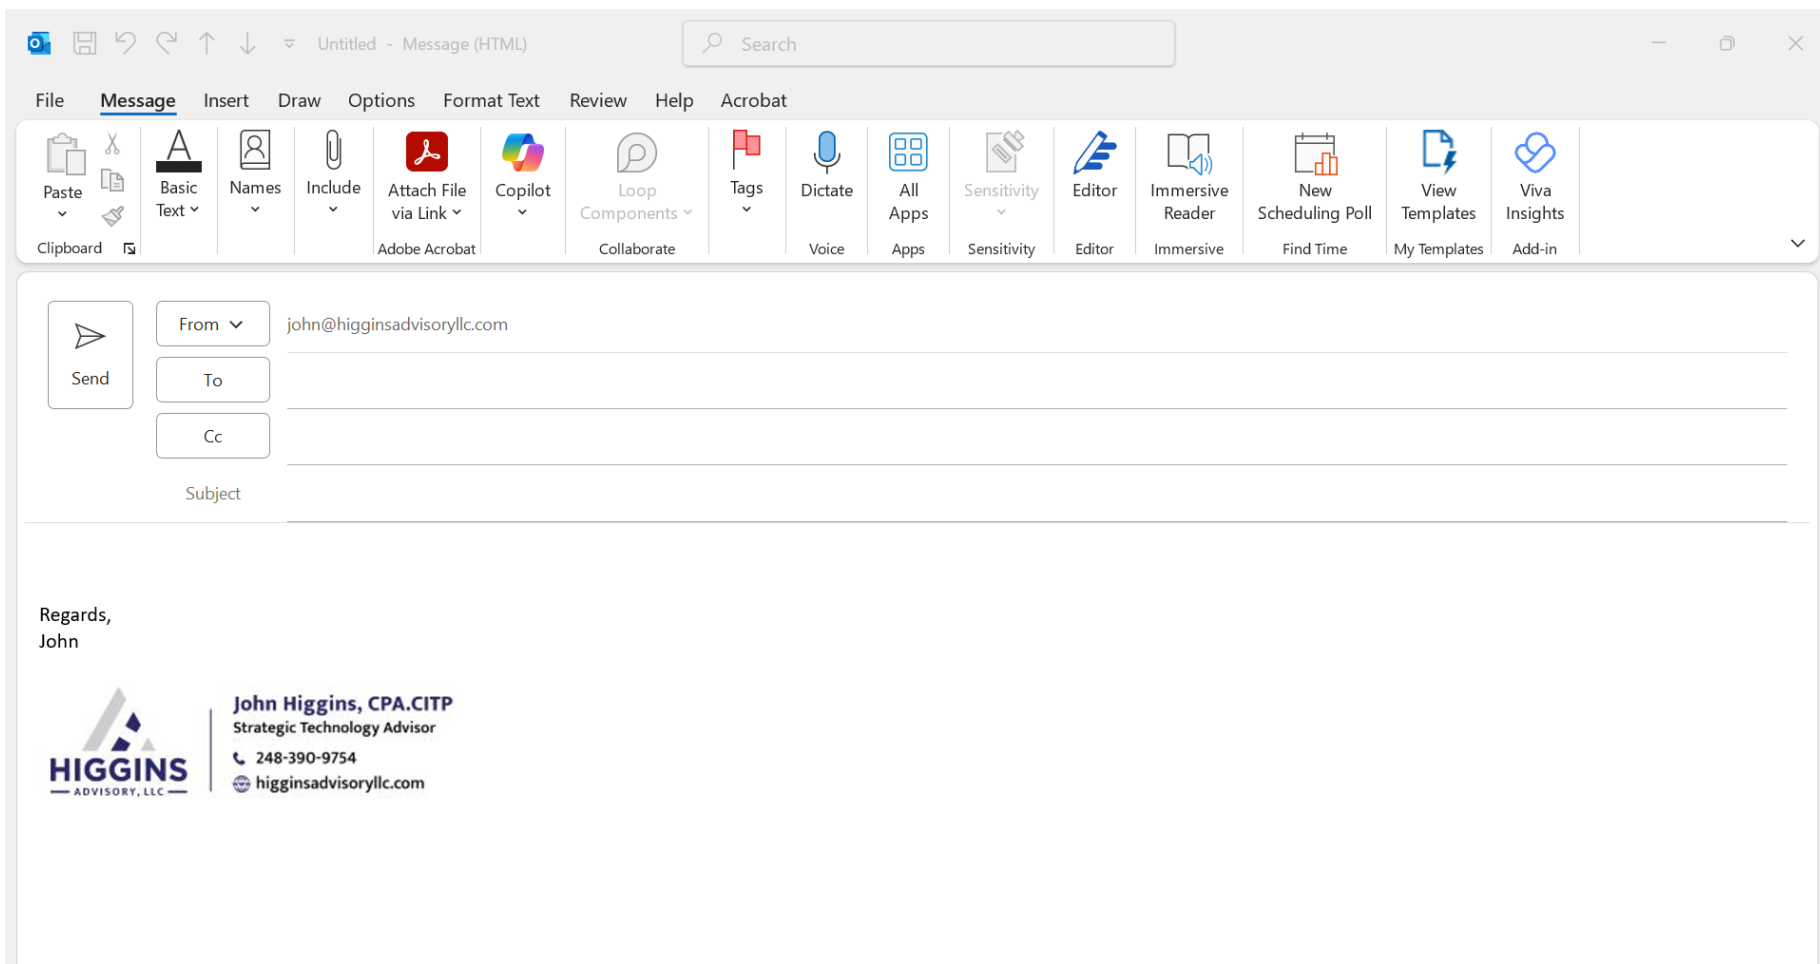 Untitled - Message (HTML)
Search
File Message Insert Draw Options Format Text Review Help Acrobat
Paste
Basic Text
Names
Include
Attach File via Link
Copilot
Loop Components
Tags
Dictate
All Apps
Sensitivity
Editor
Immersive Reader
New Scheduling Poll
View Templates
Viva Insights
Clipboard Adobe Acrobat Collaborate Voice Apps Sensitivity Editor Immersive Find Time My Templates Add-in
Send
From john@higginsadvisoryllc.com
To
Cc
Subject
Regards,
John
HIGGINS
ADVISORY, LLC
John Higgins, CPA.CITP
Strategic Technology Advisor
248-390-9754
higginsadvisoryllc.com